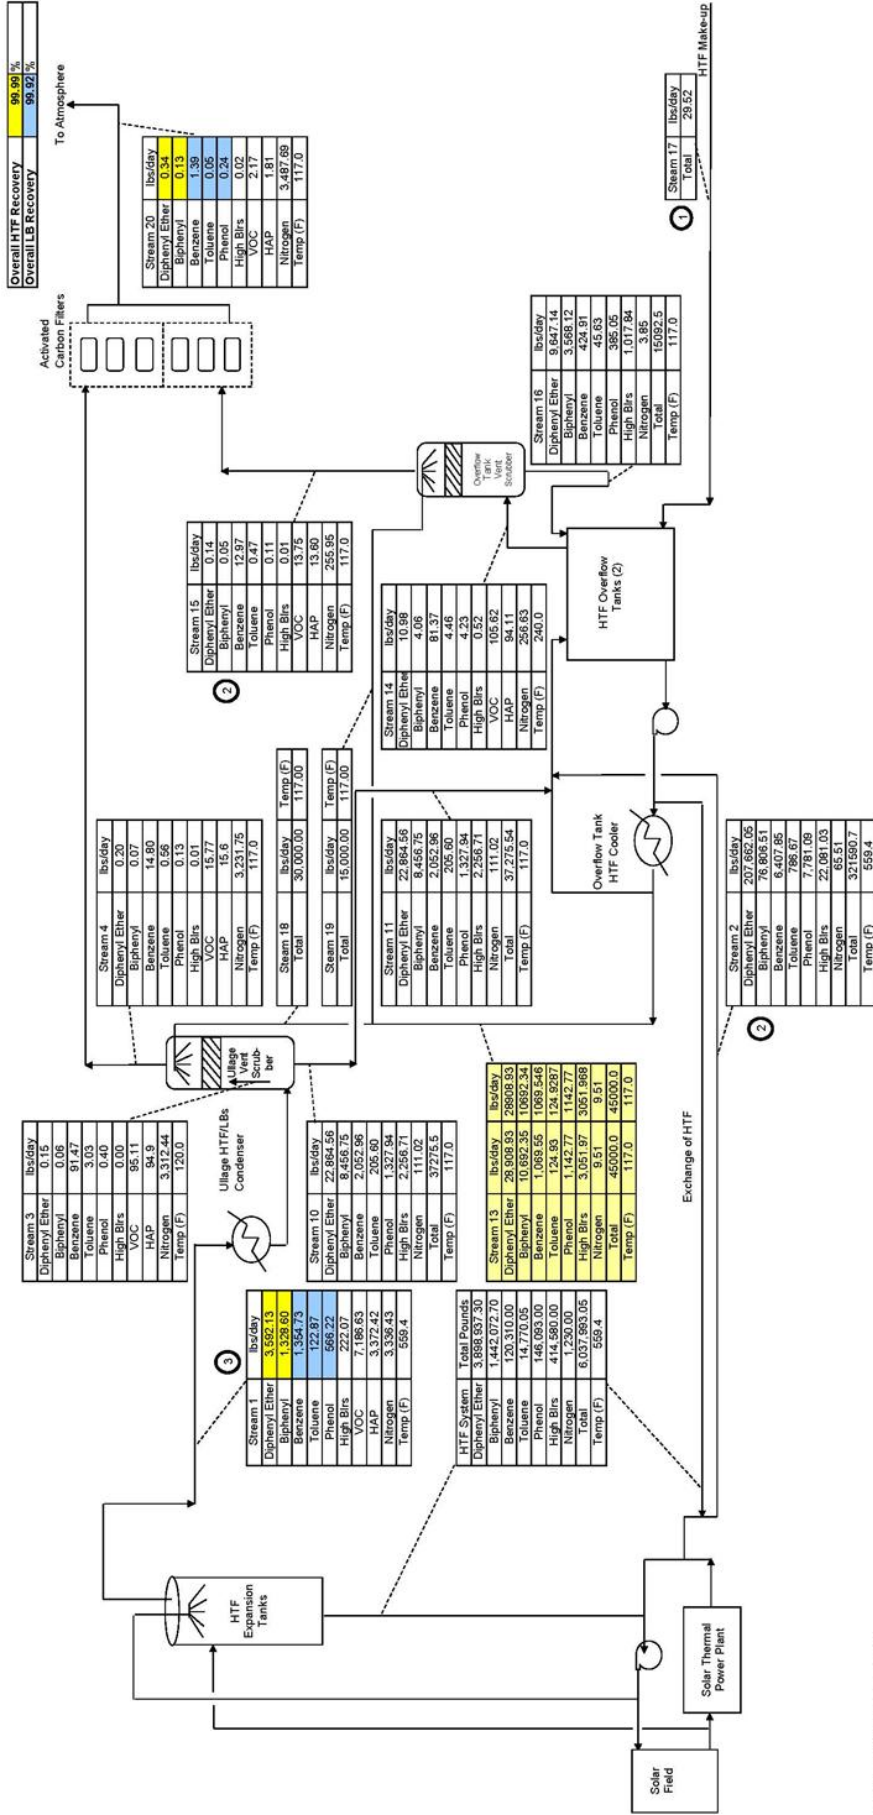 Overall HTF Recovery 99.99 %
Overall LB Recovery 99.92 %
To Atmosphere
Activated
Carbon Filters
Stream 20 lbs/day
Diphenyl Ether 0.34
Biphenyl 0.13
Benzene 1.39
Toluene 0.05
Phenol 0.24
High Blrs 0.02
VOC 2.17
HAP 1.81
Nitrogen 3,487.69
Temp (F) 117.0
Stream 4 lbs/day
Diphenyl Ether 0.20
Biphenyl 0.07
Benzene 14.80
Toluene 0.56
Phenol 0.13
High Blrs 0.01
VOC 15.77
HAP 15.6
Nitrogen 3,231.75
Temp (F) 117.0
Stream 3 lbs/day
Diphenyl Ether 0.15
Biphenyl 0.06
Benzene 91.47
Toluene 3.03
Phenol 0.40
High Blrs 0.00
VOC 95.11
HAP 94.9
Nitrogen 3,312.44
Temp (F) 120.0
Ullage
Vent
Scrub-
ber
Ullage HTF/LBs
Condenser
Stream 15 lbs/day
Diphenyl Ether 0.14
Biphenyl 0.05
Benzene 12.97
Toluene 0.47
Phenol 0.11
High Blrs 0.01
VOC 13.75
HAP 13.60
Nitrogen 255.95
Temp (F) 117.0
2
Steam 18 lbs/day Temp (F)
Total 30,000.00 117.00
Steam 19 lbs/day Temp (F)
Total 15,000.00 117.00
3
Stream 1 lbs/day
Diphenyl Ether 3,592.13
Biphenyl 1,328.60
Benzene 1,354.73
Toluene 122.87
Phenol 566.22
High Blrs 222.07
VOC 7,186.63
HAP 3,372.42
Nitrogen 3,336.43
Temp (F) 559.4
Stream 10 lbs/day
Diphenyl Ether 22,864.56
Biphenyl 8,456.75
Benzene 2,052.96
Toluene 205.60
Phenol 1,327.94
High Blrs 2,256.71
Nitrogen 111.02
Total 37275.5
Temp (F) 117.0
Stream 11 lbs/day
Diphenyl Ether 22,864.56
Biphenyl 8,456.75
Benzene 2,052.96
Toluene 205.60
Phenol 1,327.94
High Blrs 2,256.71
Nitrogen 111.02
Total 37,275.54
Temp (F) 117.0
Stream 14 lbs/day
Diphenyl Ether 10.98
Biphenyl 4.06
Benzene 81.37
Toluene 4.46
Phenol 4.23
High Blrs 0.52
VOC 105.62
HAP 94.11
Nitrogen 256.63
Temp (F) 240.0
Overflow
Tank
Vent
Scrubber
Stream 16 lbs/day
Diphenyl Ether 9,647.14
Biphenyl 3,568.12
Benzene 424.91
Toluene 45.63
Phenol 385.05
High Blrs 1,017.84
Nitrogen 3.85
Total 15092.5
Temp (F) 117.0
1
Steam 17 lbs/day
Total 29.52
HTF Make-up
HTF
Expansion
Tanks
HTF System Total Pounds
Diphenyl Ether 3,898,937.30
Biphenyl 1,442,072.70
Benzene 120,310.00
Toluene 14,770.05
Phenol 146,093.00
High Blrs 414,580.00
Nitrogen 1,230.00
Total 6,037,993.05
Temp (F) 559.4
Stream 13 lbs/day lbs/day
Diphenyl Ether 28,908.93 28908.93
Biphenyl 10,692.35 10692.34
Benzene 1,069.55 1069.546
Toluene 124.93 124.9287
Phenol 1,142.77 1142.77
High Blrs 3,051.97 3051.968
Nitrogen 9.51 9.51
Total 45000.0 45000.0
Temp (F) 117.0 117.0
Overflow Tank
HTF Cooler
HTF Overflow
Tanks (2)
Exchange of HTF
2
Stream 2 lbs/day
Diphenyl Ether 207,662.05
Biphenyl 76,806.51
Benzene 6,407.85
Toluene 786.67
Phenol 7,781.09
High Blrs 22,081.03
Nitrogen 65.51
Total 321590.7
Temp (F) 559.4
Solar Thermal
Power Plant
Solar
Field